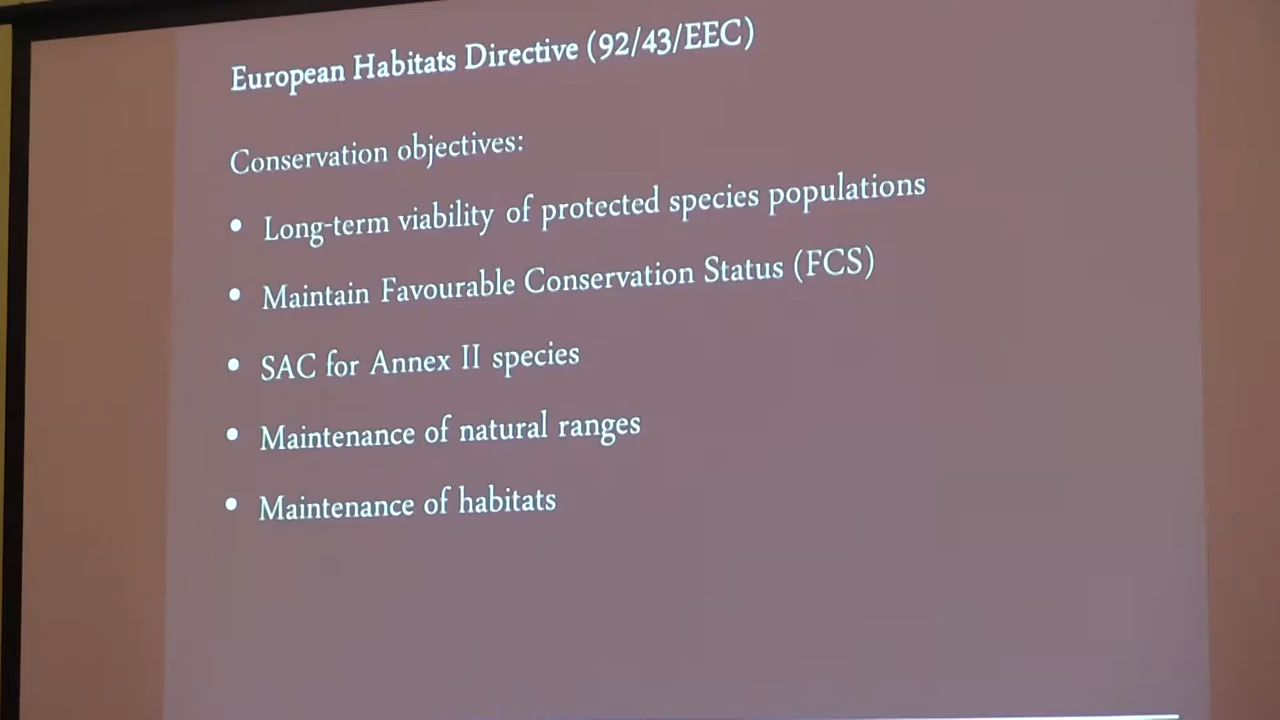 European Habitats Directive (92/43/EEC)
Conservation objectives:
• Long-term viability of protected species populations
• Maintain Favourable Conservation Status (FCS)
• SAC for Annex II species
• Maintenance of natural ranges
• Maintenance of habitats